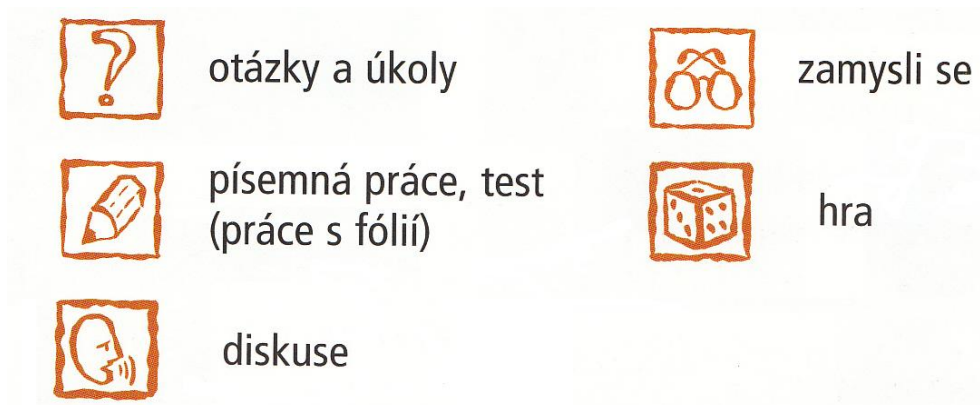 otázky a úkoly
písemná práce, test
(práce s fólií)
diskuse
zamysli se
hra